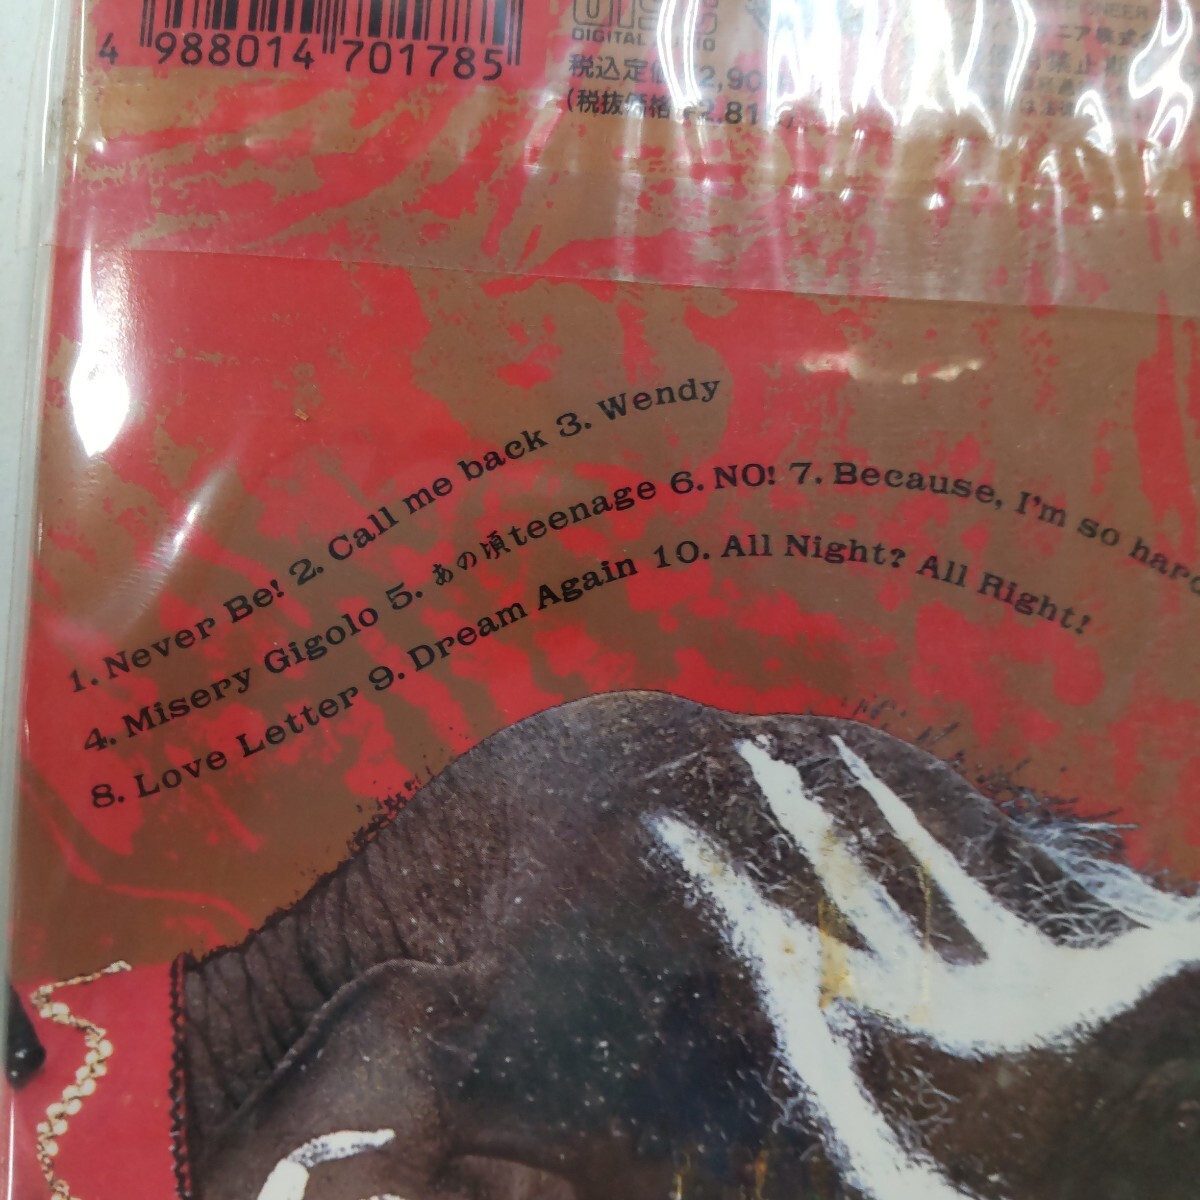 4 988014 701785
DIGITAL AUDIO
税込定価
(税抜価格
PIONEER
1. Never Be! 2. Call me back 3. Wendy
4. Misery Gigolo 5. あの頃teenage 6. NO! 7. Because, I'm so hard
8. Love Letter 9. Dream Again 10. All Night? All Right!